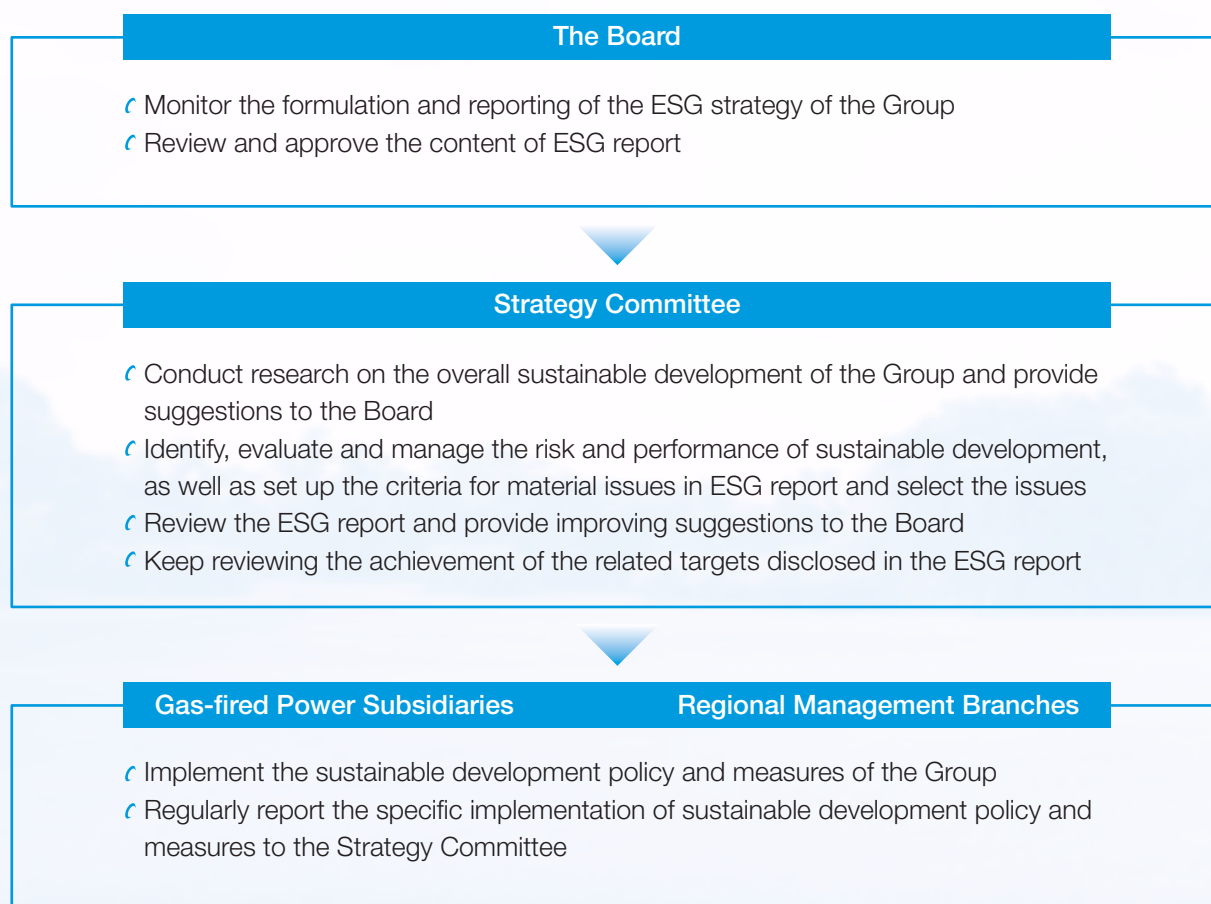 The Board
Monitor the formulation and reporting of the ESG strategy of the Group
Review and approve the content of ESG report
Strategy Committee
Conduct research on the overall sustainable development of the Group and provide
suggestions to the Board
Identify, evaluate and manage the risk and performance of sustainable development,
as well as set up the criteria for material issues in ESG report and select the issues
Review the ESG report and provide improving suggestions to the Board
Keep reviewing the achievement of the related targets disclosed in the ESG report
Gas-fired Power Subsidiaries Regional Management Branches
Implement the sustainable development policy and measures of the Group
Regularly report the specific implementation of sustainable development policy and
measures to the Strategy Committee